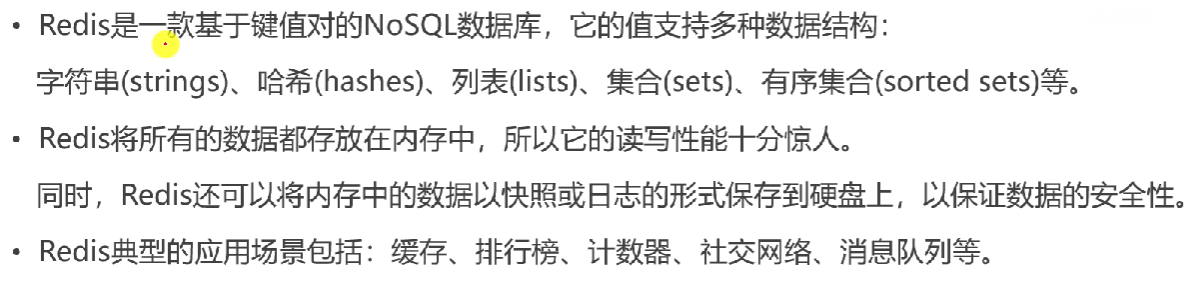 • Redis是一款基于键值对的NoSQL数据库，它的值支持多种数据结构：
字符串(strings)、哈希(hashes)、列表(lists)、集合(sets)、有序集合(sorted sets)等。
• Redis将所有的数据都存放在内存中，所以它的读写性能十分惊人。
同时，Redis还可以将内存中的数据以快照或日志的形式保存到硬盘上，以保证数据的安全性。
• Redis典型的应用场景包括：缓存、排行榜、计数器、社交网络、消息队列等。